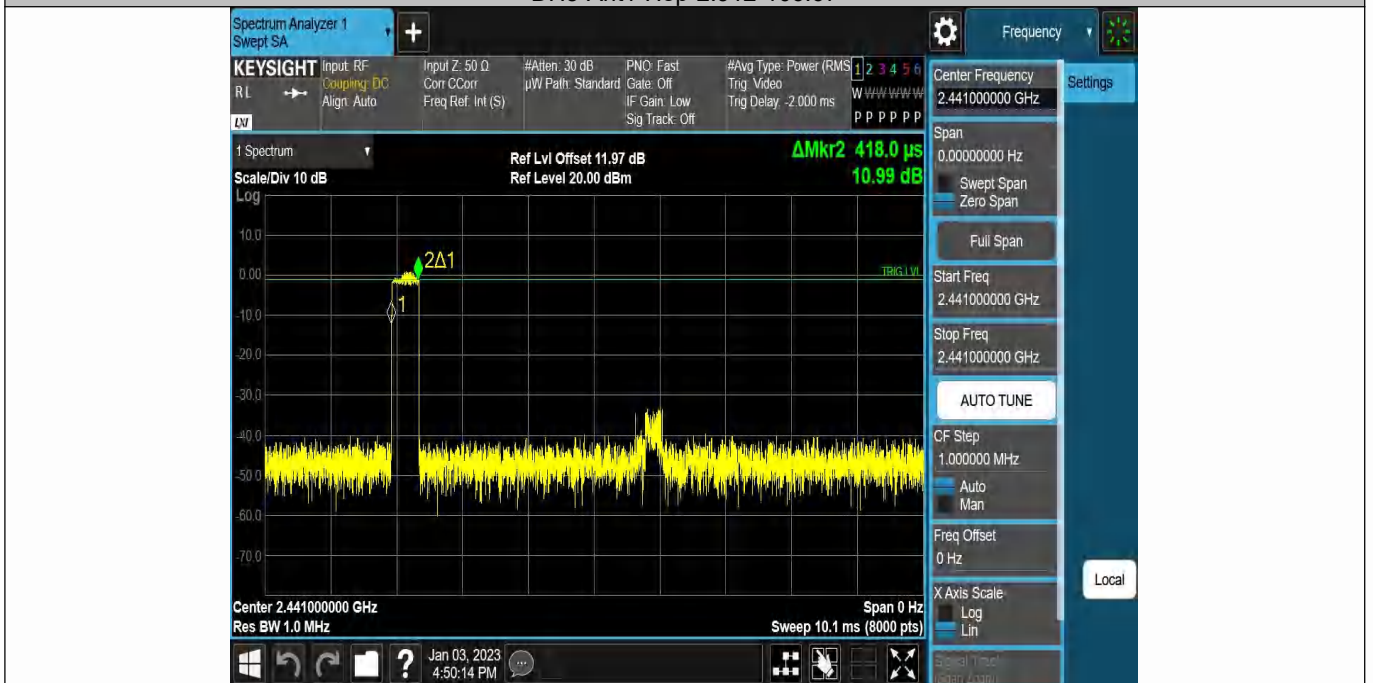 Spectrum Analyzer 1
Swept SA
+
Frequency
KEYSIGHT
RL
LXI
Input: RF
Coupling: DC
Align: Auto
Input Z: 50 Ω
Corr CCorr
Freq Ref: Int (S)
#Atten: 30 dB
µW Path: Standard
PNO: Fast
Gate: Off
IF Gain: Low
Sig Track: Off
#Avg Type: Power (RMS
Trig: Video
Trig Delay: -2.000 ms
1 2 3 4 5 6
W W W W W W
P P P P P P
1 Spectrum
Scale/Div 10 dB
Ref Lvl Offset 11.97 dB
Ref Level 20.00 dBm
ΔMkr2 418.0 µs
10.99 dB
Log
10.0
0.00
-10.0
-20.0
-30.0
-40.0
-50.0
-60.0
-70.0
2Δ1
1
TRIG LVL
Center 2.441000000 GHz
Res BW 1.0 MHz
Span 0 Hz
Sweep 10.1 ms (8000 pts)
?
Jan 03, 2023
4:50:14 PM
Center Frequency
2.441000000 GHz
Settings
Span
0.00000000 Hz
Swept Span
Zero Span
Full Span
Start Freq
2.441000000 GHz
Stop Freq
2.441000000 GHz
AUTO TUNE
CF Step
1.000000 MHz
Auto
Man
Freq Offset
0 Hz
X Axis Scale
Log
Lin
Local
Signal Track
(Span Zoom)